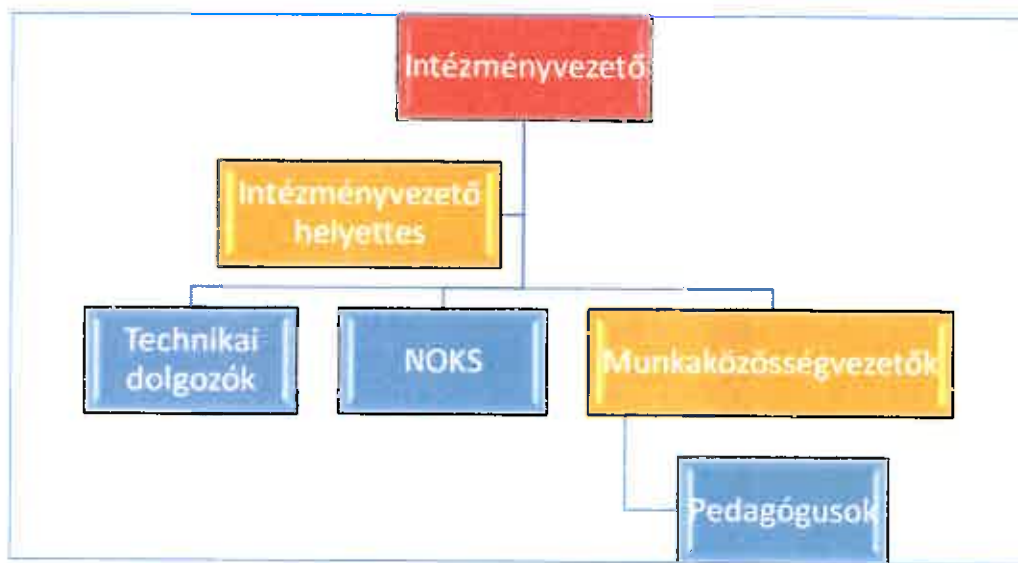 Intézményvezető
Intézményvezető
helyettes
Technikai
dolgozók
NOKS
Munkaközösségvezetők
Pedagógusok